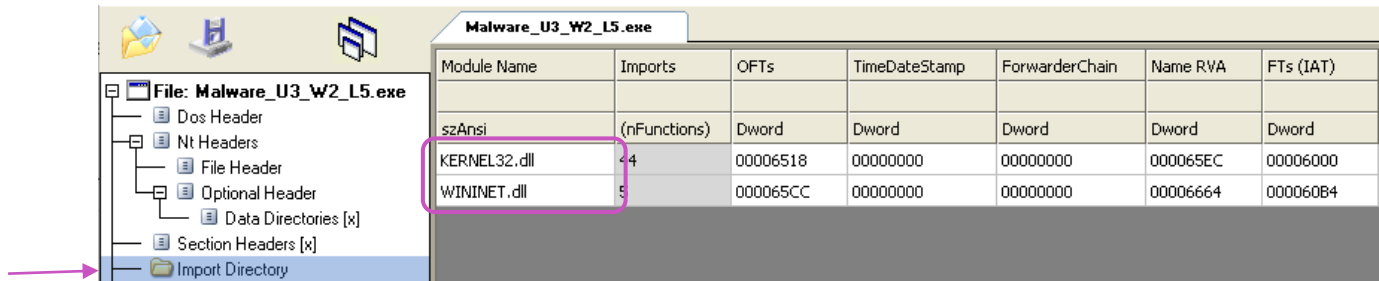 Malware_U3_W2_L5.exe
Module Name Imports OFTs TimeDateStamp ForwarderChain Name RVA FTs (IAT)
szAnsi (nFunctions) Dword Dword Dword Dword Dword
KERNEL32.dll 44 00006518 00000000 00000000 000065EC 00006000
WININET.dll 5 000065CC 00000000 00000000 00006664 000060B4
File: Malware_U3_W2_L5.exe
Dos Header
Nt Headers
File Header
Optional Header
Data Directories [x]
Section Headers [x]
Import Directory